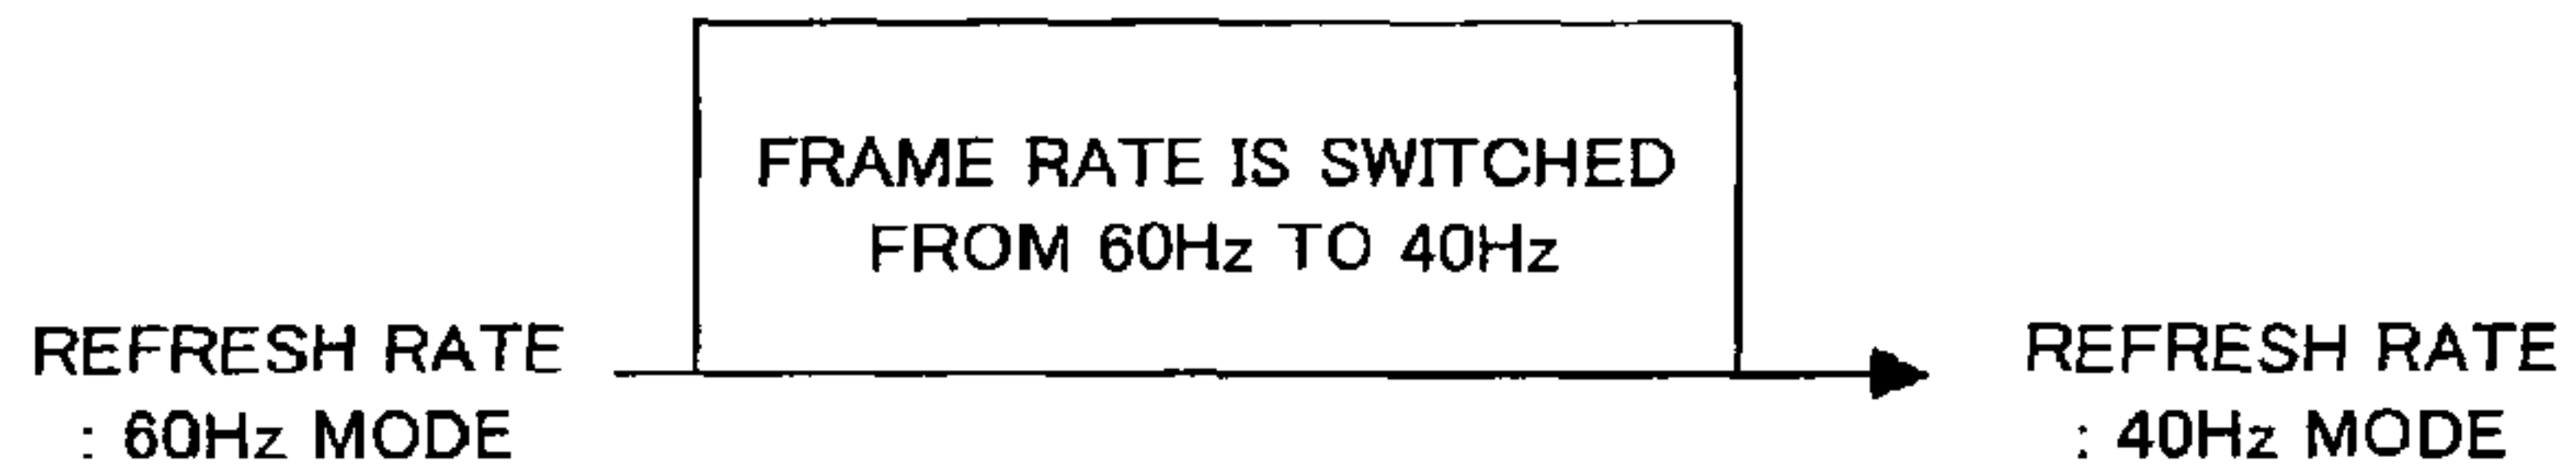 FRAME RATE IS SWITCHED
FROM 60Hz TO 40Hz
REFRESH RATE
: 60Hz MODE
REFRESH RATE
: 40Hz MODE